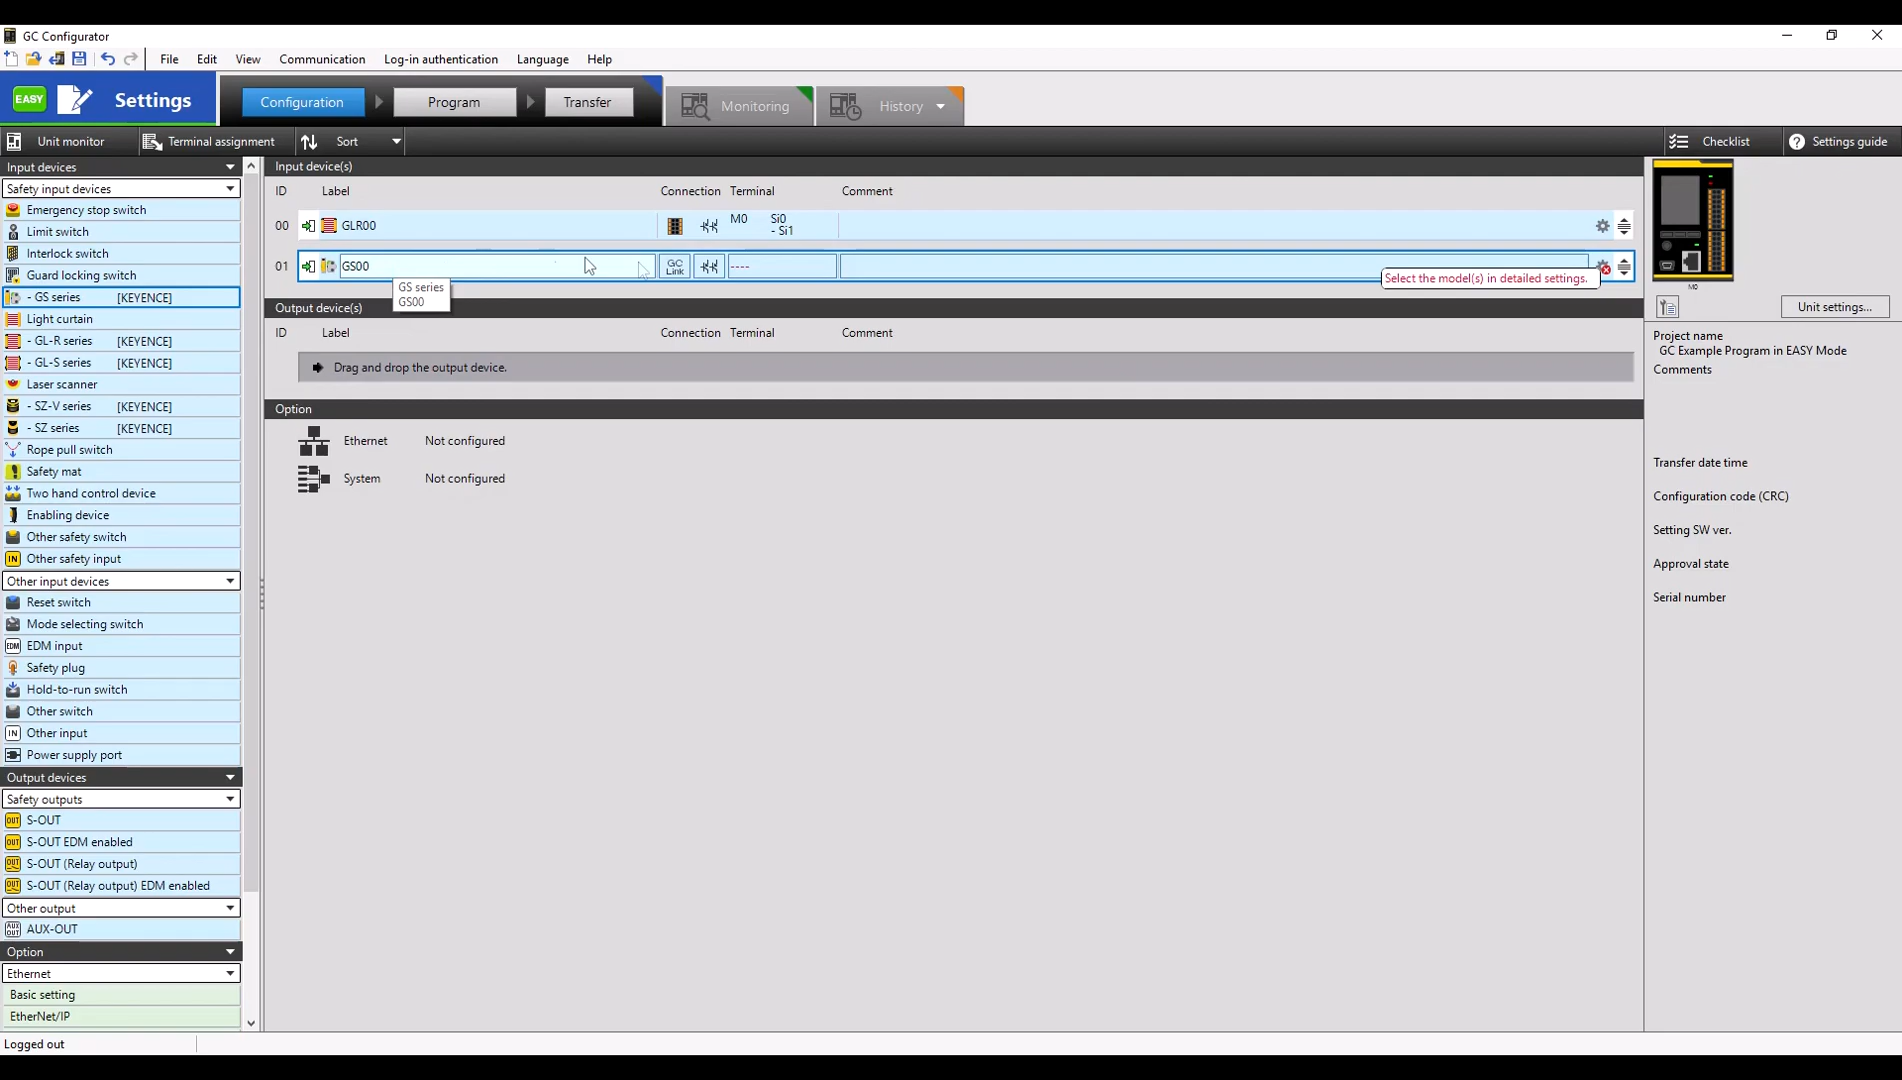 GC Configurator
File Edit View Communication Log-in authentication Language Help
EASY Settings Configuration Program Transfer Monitoring History
Unit monitor Terminal assignment Sort Checklist ? Settings guide
Input devices
Safety input devices
Emergency stop switch
Limit switch
Interlock switch
Guard locking switch
- GS series [KEYENCE]
Light curtain
- GL-R series [KEYENCE]
- GL-S series [KEYENCE]
Laser scanner
- SZ-V series [KEYENCE]
- SZ series [KEYENCE]
Rope pull switch
Safety mat
Two hand control device
Enabling device
Other safety switch
IN Other safety input
Other input devices
Reset switch
Mode selecting switch
EDM EDM input
Safety plug
Hold-to-run switch
Other switch
IN Other input
Power supply port
Output devices
Safety outputs
OUT S-OUT
OUT S-OUT EDM enabled
OUT S-OUT (Relay output)
OUT S-OUT (Relay output) EDM enabled
Other output
AUX OUT AUX-OUT
Option
Ethernet
Basic setting
EtherNet/IP
Logged out
Input device(s)
ID Label Connection Terminal Comment
00 GLR00 M0 Si0
- Si1
01 GS00 GC Link ----
Select the model(s) in detailed settings.
GS series
GS00
Output device(s)
ID Label Connection Terminal Comment
Drag and drop the output device.
Option
Ethernet Not configured
System Not configured
M0
Unit settings...
Project name
GC Example Program in EASY Mode
Comments
Transfer date time
Configuration code (CRC)
Setting SW ver.
Approval state
Serial number